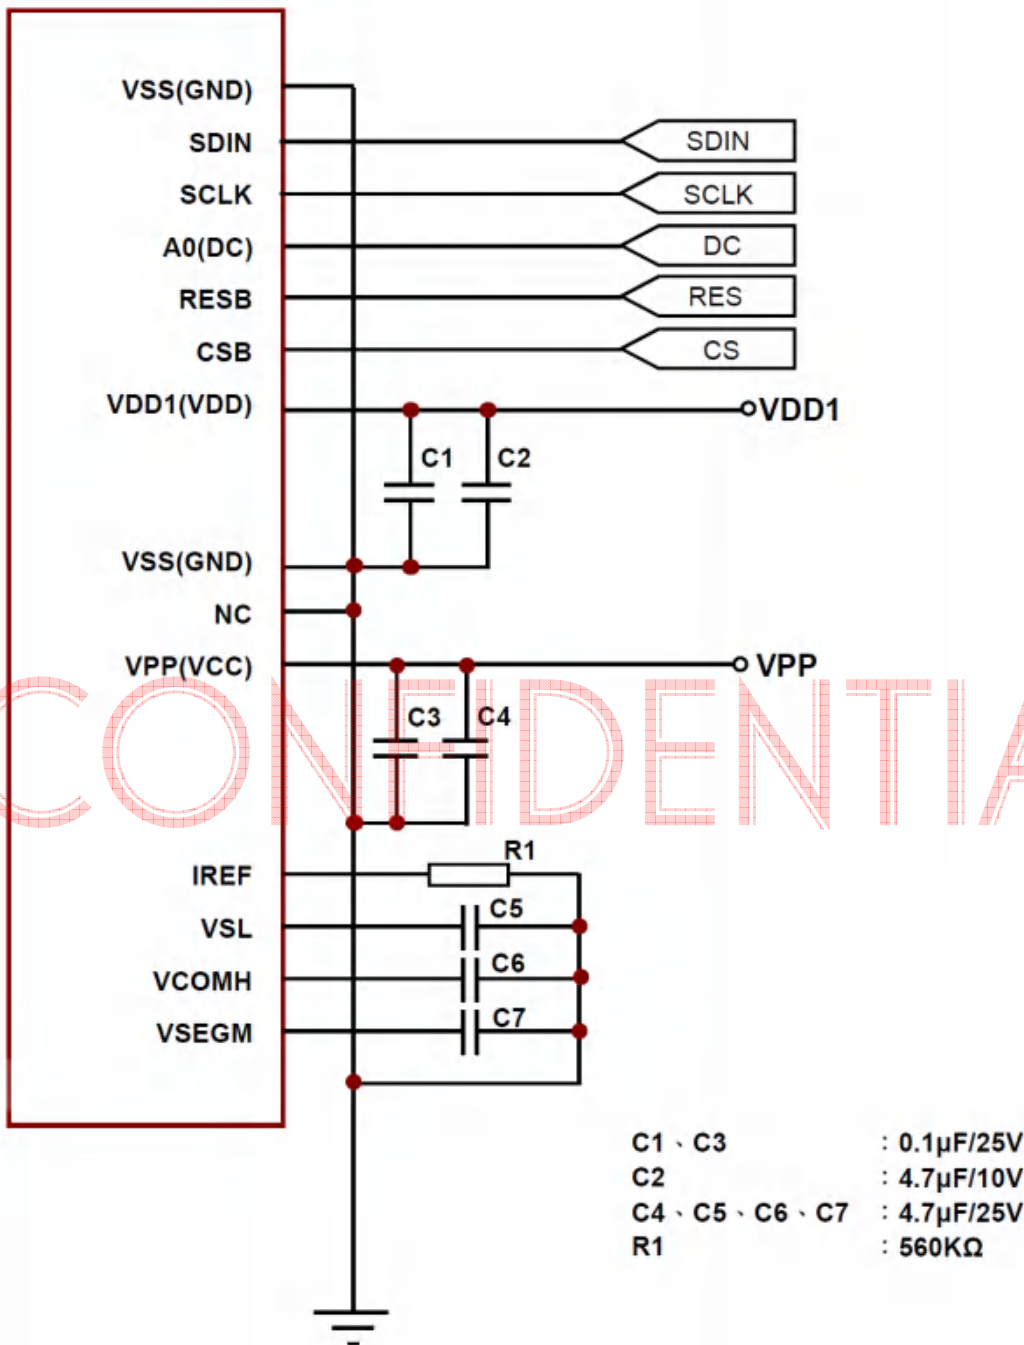 VSS(GND)
SDIN SDIN
SCLK SCLK
A0(DC) DC
RESB RES
CSB CS
VDD1(VDD) VDD1
C1 C2
VSS(GND)
NC
VPP(VCC) VPP
C3 C4
CONFIDENTIA
R1
IREF
C5
VSL
C6
VCOMH
C7
VSEGM
C1、C3 : 0.1μF/25V
C2 : 4.7μF/10V
C4、C5、C6、C7 : 4.7μF/25V
R1 : 560KΩ